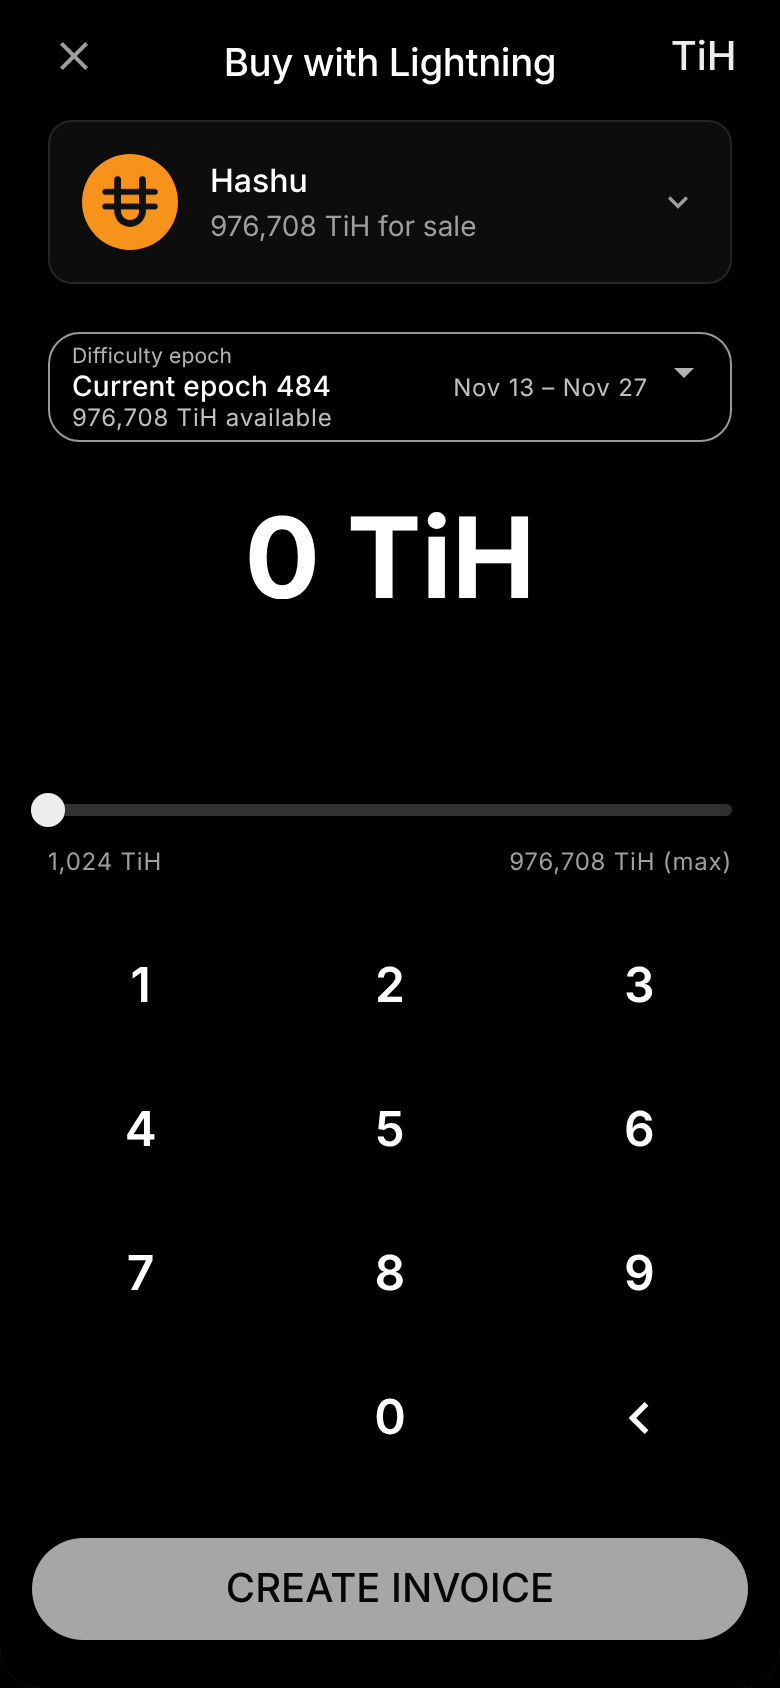 Buy with Lightning
TiH
Hashu
976,708 TiH for sale
Difficulty epoch
Current epoch 484
Nov 13 – Nov 27
976,708 TiH available
0 TiH
1,024 TiH
976,708 TiH (max)
1 2 3
4 5 6
7 8 9
0
CREATE INVOICE